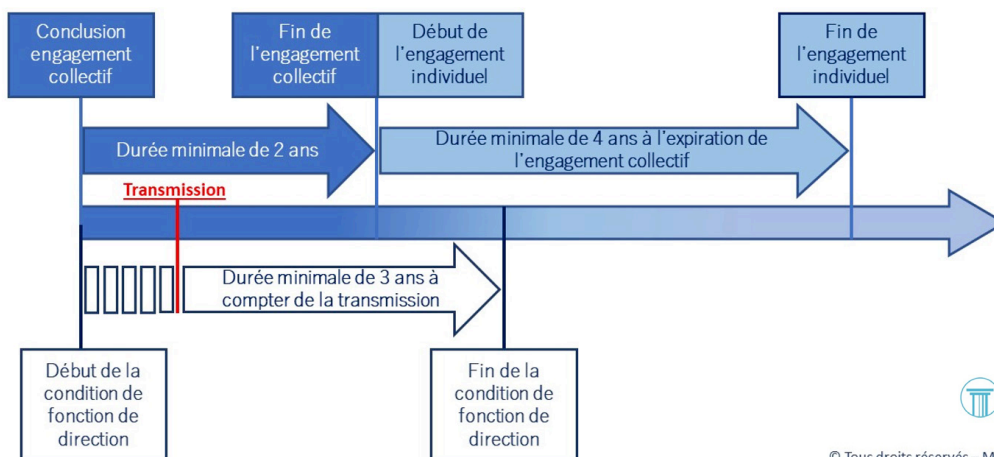 Conclusion
engagement
collectif
Fin de
l'engagement
collectif
Début de
l'engagement
individuel
Fin de
l'engagement
individuel
Durée minimale de 2 ans
Durée minimale de 4 ans à l'expiration de
l'engagement collectif
Transmission
Durée minimale de 3 ans à
compter de la transmission
Début de la
condition de
fonction de
direction
Fin de la
condition de
fonction de
direction
© Tous droits réservés – M